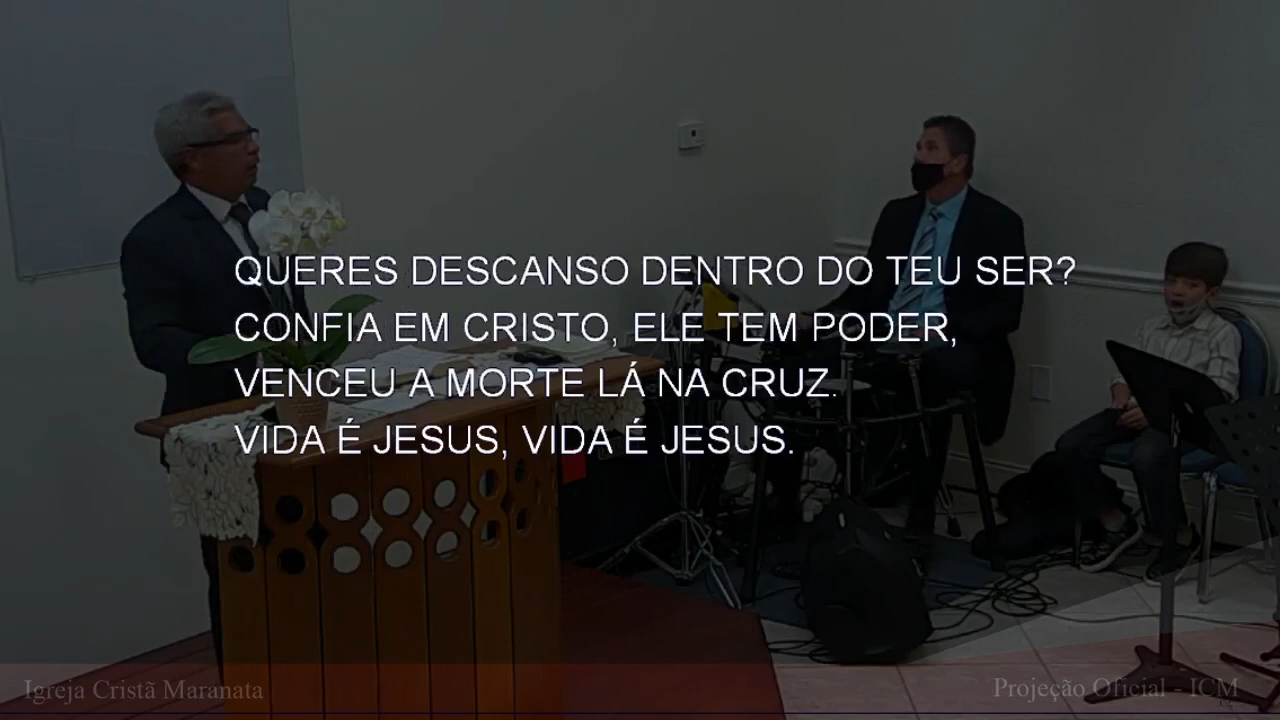 QUERES DESCANSO DENTRO DO TEU SER?
CONFIA EM CRISTO, ELE TEM PODER,
VENCEU A MORTE LÁ NA CRUZ.
VIDA É JESUS, VIDA É JESUS.
Igreja Cristã Maranata
Projeção Oficial - ICM